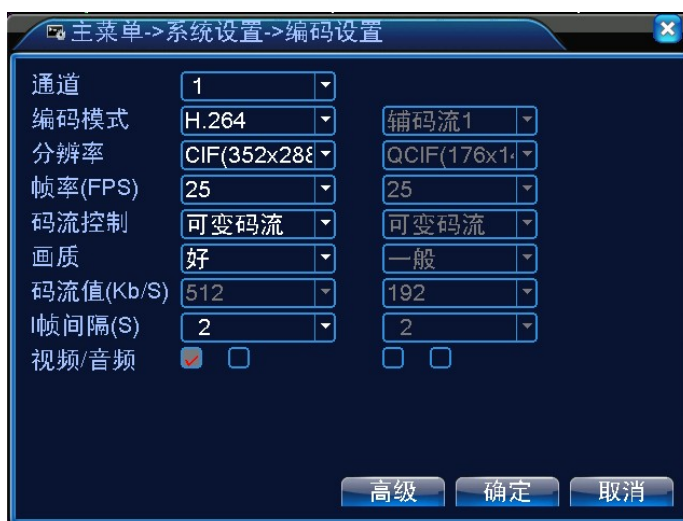 主菜单->系统设置->编码设置
通道 1
编码模式 H.264 辅码流1
分辨率 CIF(352x288 QCIF(176x14
帧率(FPS) 25 25
码流控制 可变码流 可变码流
画质 好 一般
码流值(Kb/S) 512 192
I帧间隔(S) 2 2
视频/音频
高级 确定 取消